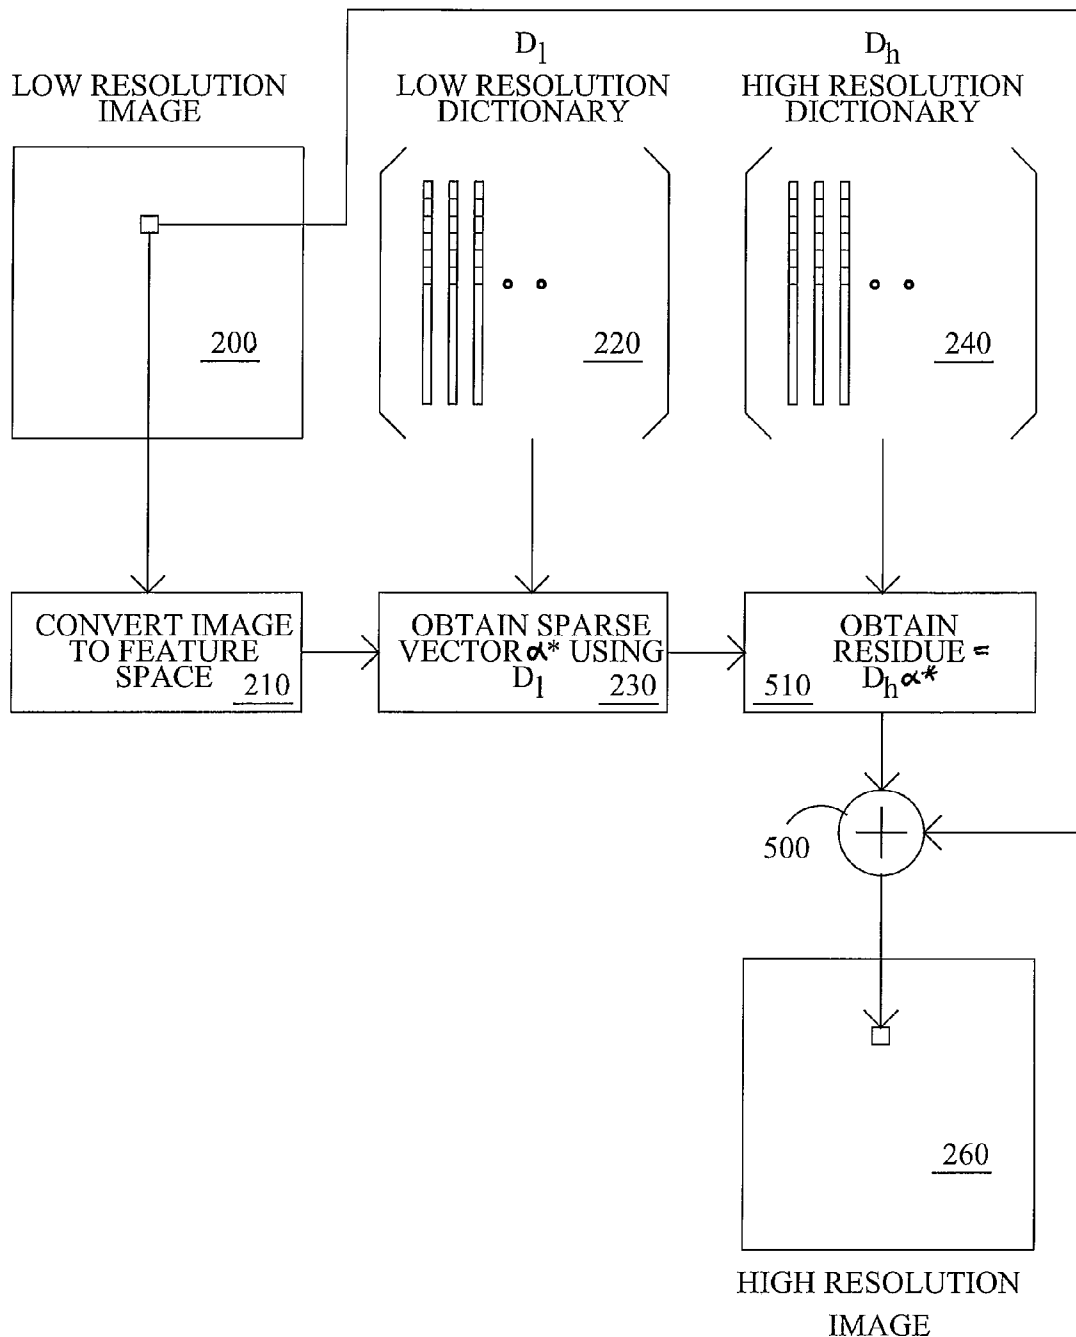 LOW RESOLUTION
IMAGE
200
D_l
LOW RESOLUTION
DICTIONARY
220
D_h
HIGH RESOLUTION
DICTIONARY
240
CONVERT IMAGE
TO FEATURE
SPACE
210
OBTAIN SPARSE
VECTOR α* USING
D_l
230
OBTAIN
RESIDUE =
D_h α*
510
500
260
HIGH RESOLUTION
IMAGE